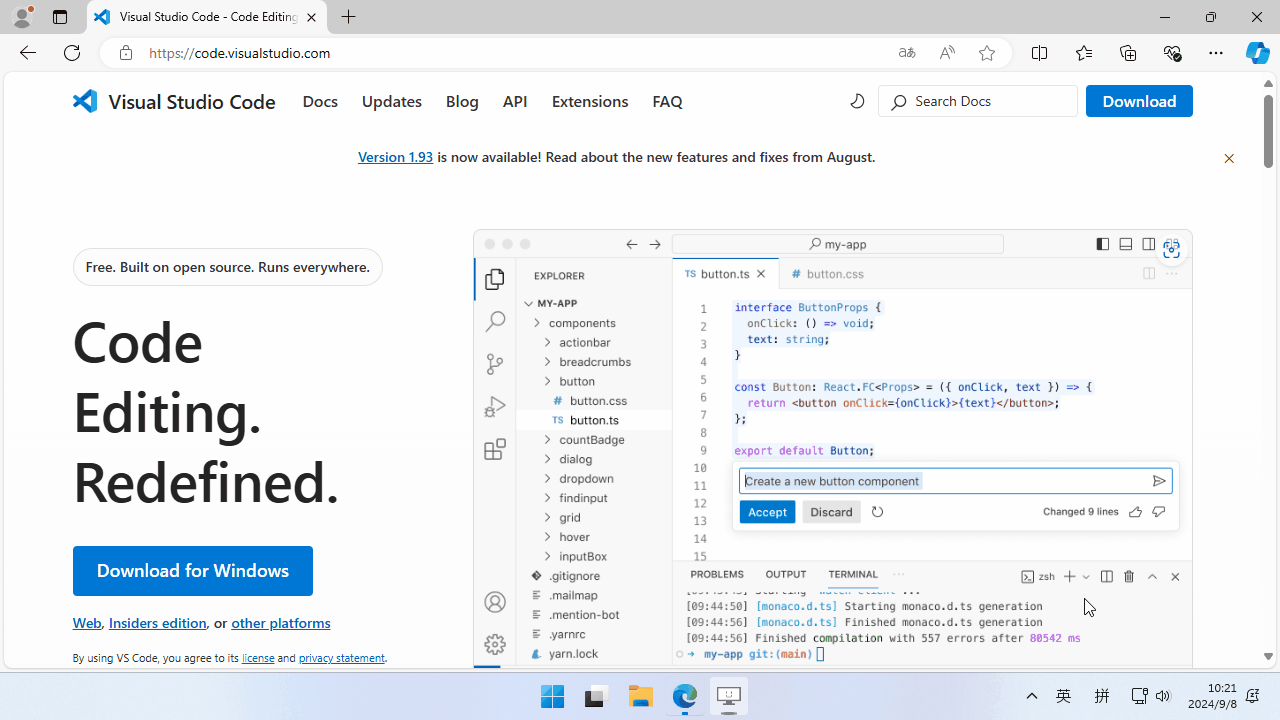 Visual Studio Code - Code Editing
https://code.visualstudio.com
Visual Studio Code
Docs
Updates
Blog
API
Extensions
FAQ
Search Docs
Download
Version 1.93 is now available! Read about the new features and fixes from August.
Free. Built on open source. Runs everywhere.
Code
Editing.
Redefined.
Download for Windows
Web, Insiders edition, or other platforms
By using VS Code, you agree to its license and privacy statement.
my-app
EXPLORER
MY-APP
components
actionbar
breadcrumbs
button
# button.css
TS button.ts
countBadge
dialog
dropdown
findinput
grid
hover
inputBox
.gitignore
.mailmap
.mention-bot
.yarnrc
yarn.lock
TS button.ts
# button.css
1 interface ButtonProps {
2 onClick: () => void;
3 text: string;
4 }
5
6 const Button: React.FC<Props> = ({ onClick, text }) => {
7 return <button onClick={onClick}>{text}</button>;
8 };
9
10 export default Button;
11
12
13
14
15
Create a new button component
Accept
Discard
Changed 9 lines
PROBLEMS
OUTPUT
TERMINAL
zsh
[09:44:50] [monaco.d.ts] Starting monaco.d.ts generation
[09:44:56] [monaco.d.ts] Finished monaco.d.ts generation
[09:44:56] Finished compilation with 557 errors after 80542 ms
my-app git:(main)
英
拼
10:21
2024/9/8